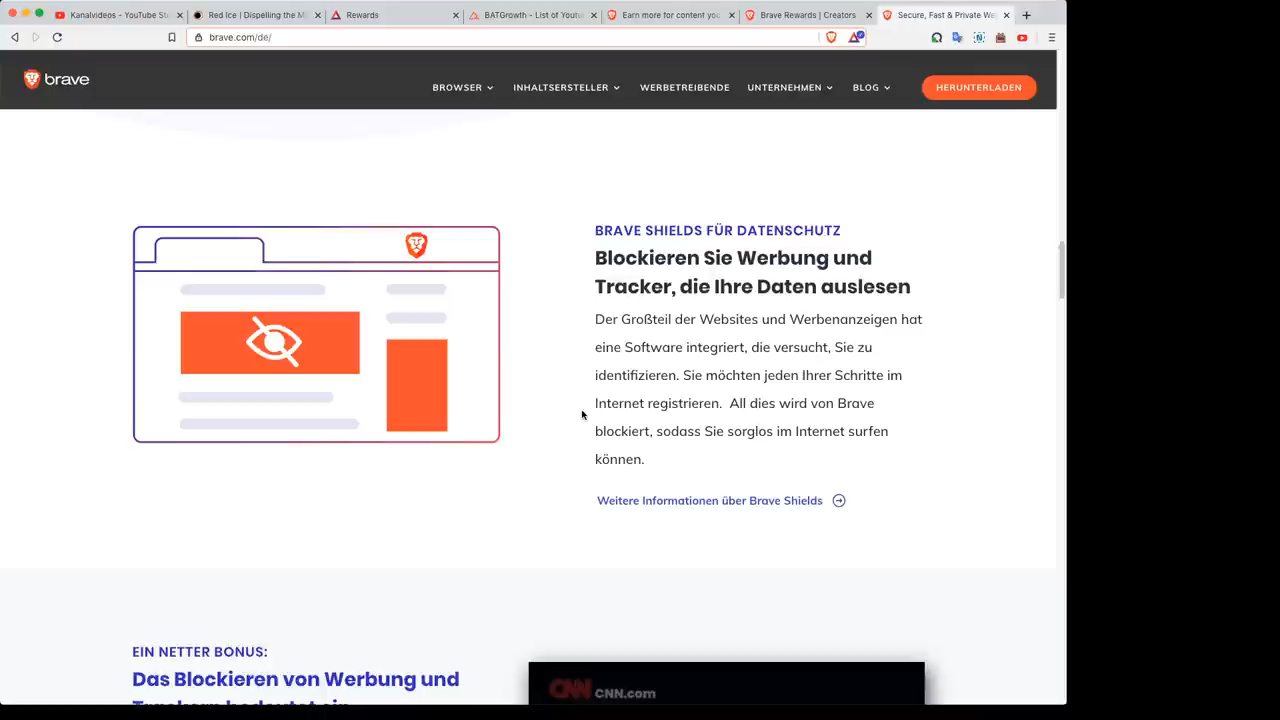 Kanalvideos - YouTube St
Red Ice | Dispelling the M
Rewards
BATGrowth - List of Youtu
Earn more for content you
Brave Rewards | Creators
Secure, Fast & Private We
brave.com/de/
brave
BROWSER
INHALTSERSTELLER
WERBETREIBENDE
UNTERNEHMEN
BLOG
HERUNTERLADEN
BRAVE SHIELDS FÜR DATENSCHUTZ
Blockieren Sie Werbung und
Tracker, die Ihre Daten auslesen
Der Großteil der Websites und Werbenanzeigen hat
eine Software integriert, die versucht, Sie zu
identifizieren. Sie möchten jeden Ihrer Schritte im
Internet registrieren. All dies wird von Brave
blockiert, sodass Sie sorglos im Internet surfen
können.
Weitere Informationen über Brave Shields
EIN NETTER BONUS:
Das Blockieren von Werbung und
Trackern bedeutet ein
CNN CNN.com